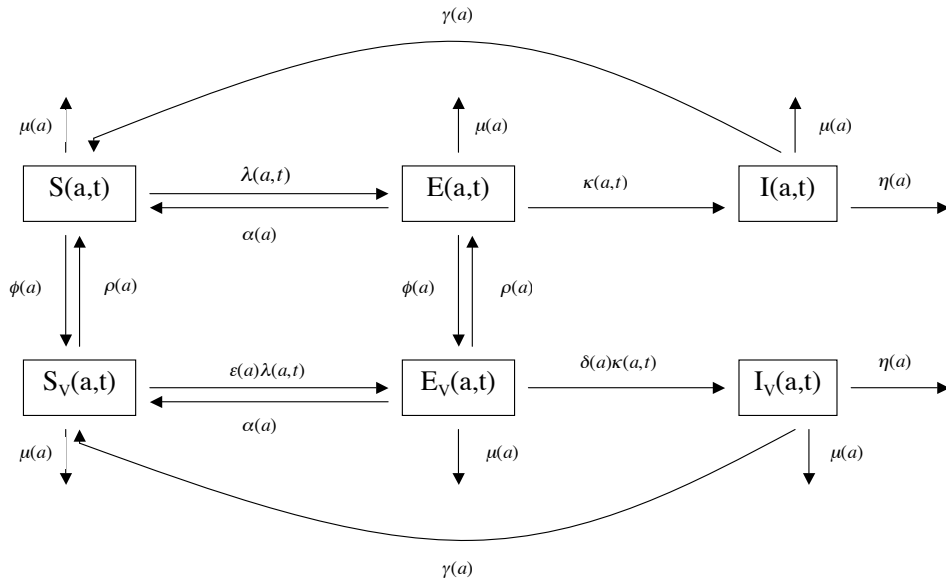 γ(a)
μ(a) μ(a) μ(a)
S(a,t) λ(a,t) E(a,t) κ(a,t) I(a,t) η(a)
α(a)
ϕ(a) ρ(a) ϕ(a) ρ(a)
S_V(a,t) ε(a)λ(a,t) E_V(a,t) δ(a)κ(a,t) I_V(a,t) η(a)
α(a)
μ(a) μ(a) μ(a)
γ(a)